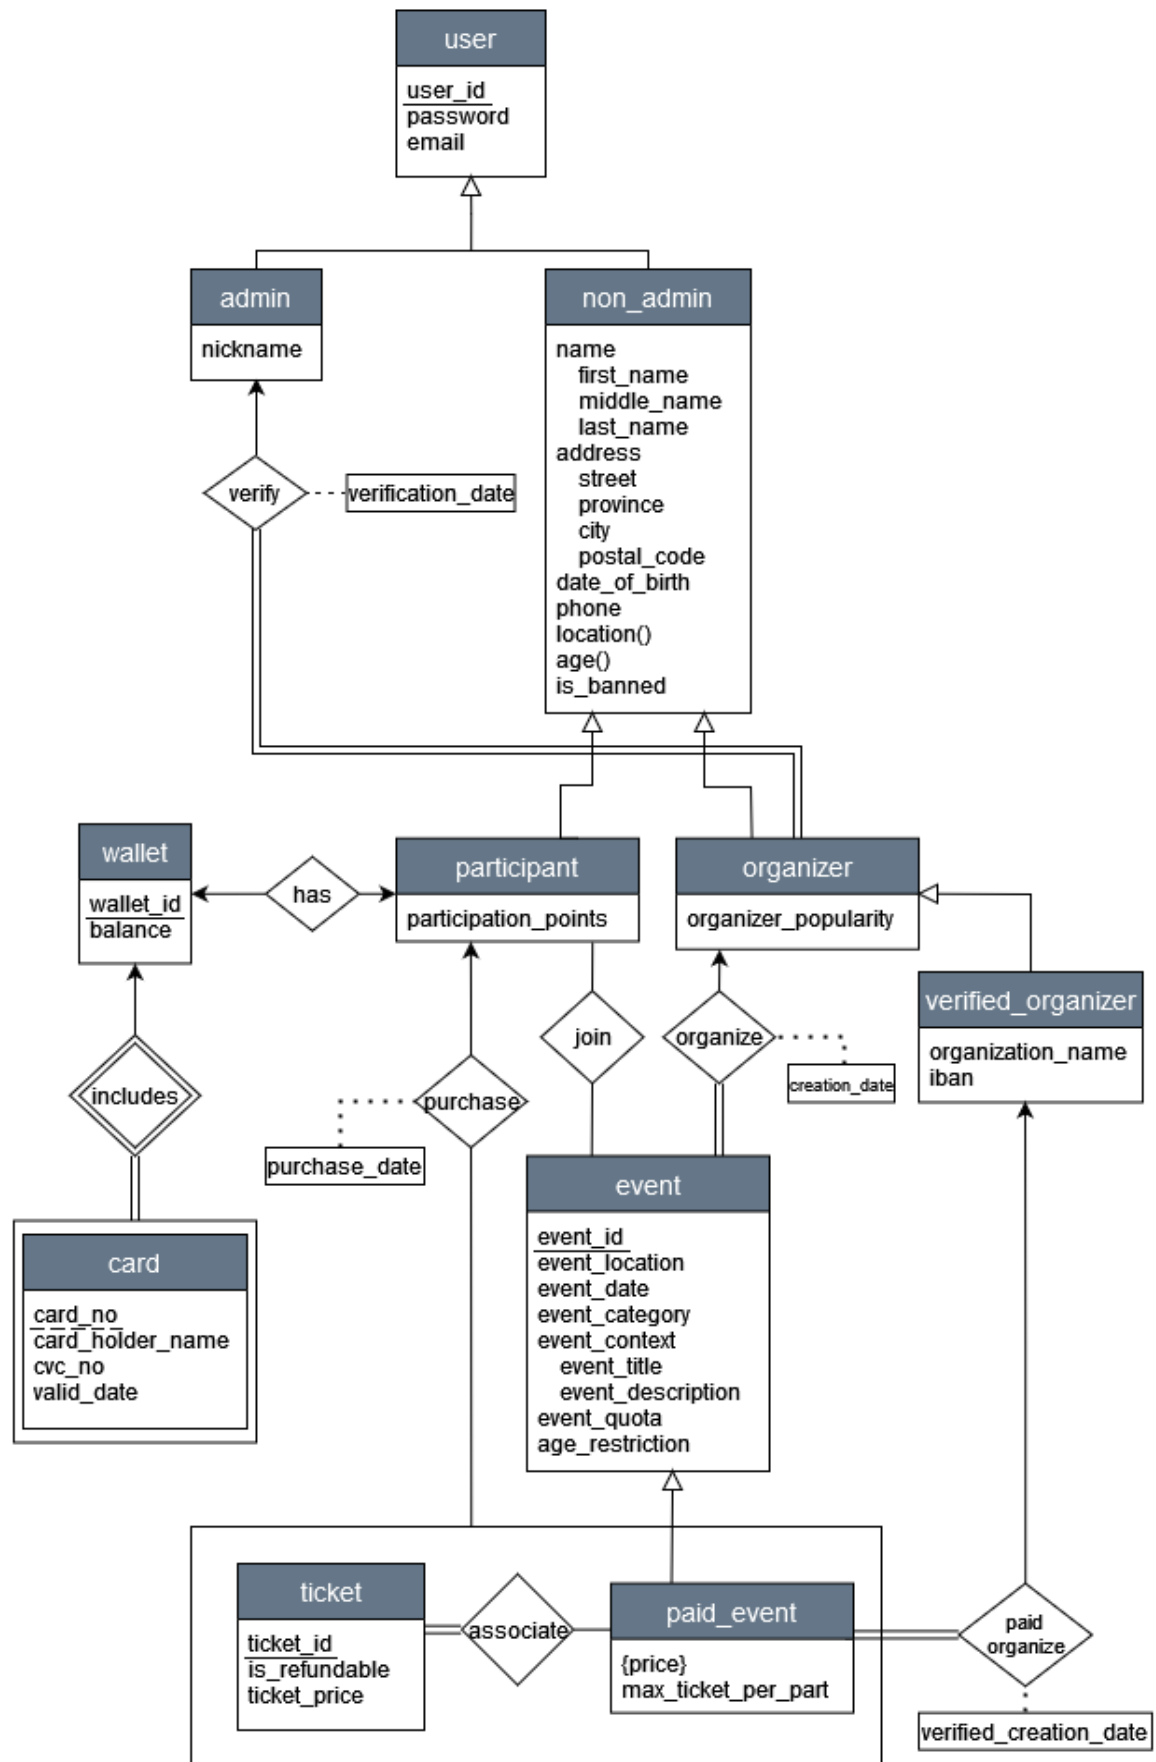 user
user_id
password
email
admin
nickname
non_admin
name
first_name
middle_name
last_name
address
street
province
city
postal_code
date_of_birth
phone
location()
age()
is_banned
verify
verification_date
wallet
wallet_id
balance
has
participant
participation_points
organizer
organizer_popularity
verified_organizer
organization_name
iban
join
organize
creation_date
includes
purchase
purchase_date
card
card_no
card_holder_name
cvc_no
valid_date
event
event_id
event_location
event_date
event_category
event_context
event_title
event_description
event_quota
age_restriction
ticket
ticket_id
is_refundable
ticket_price
associate
paid_event
{price}
max_ticket_per_part
paid
organize
verified_creation_date